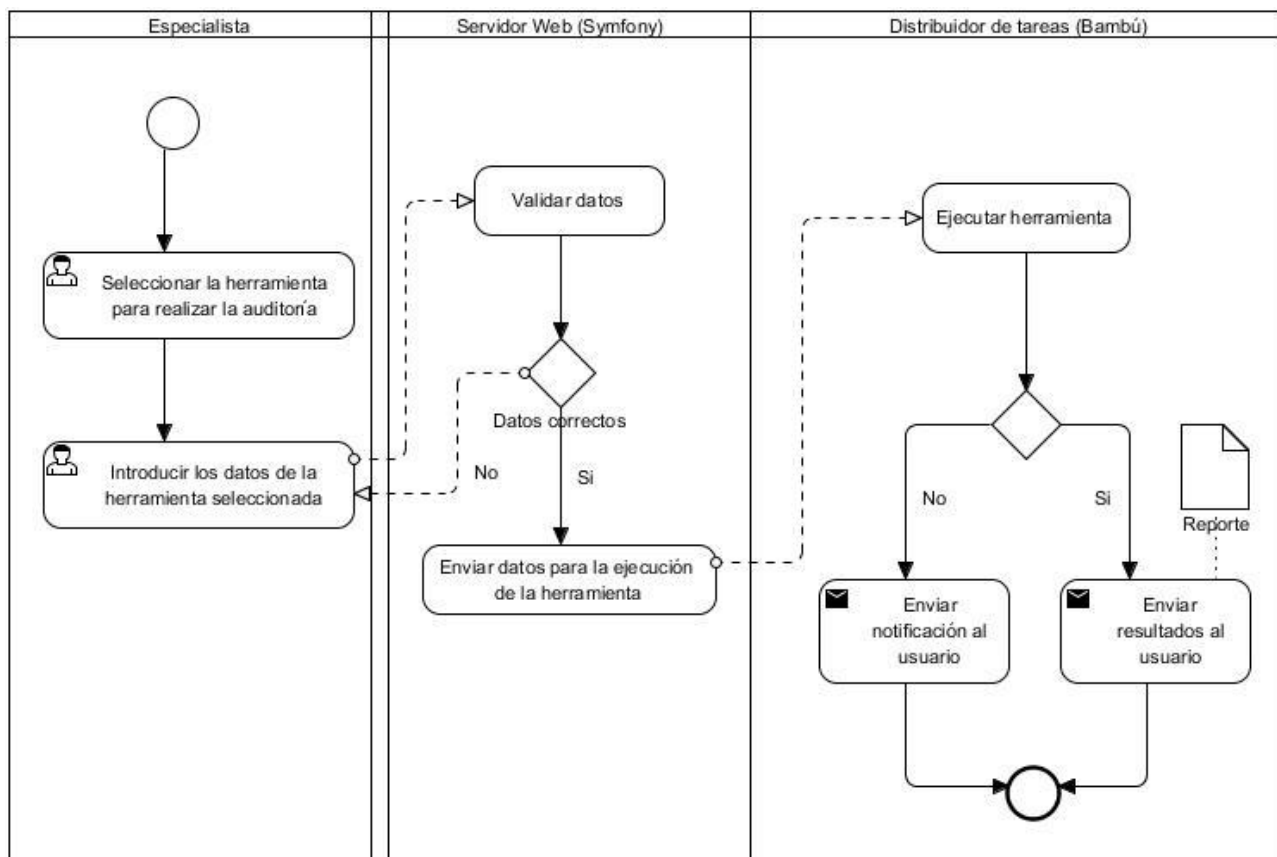 Especialista
Servidor Web (Symfony)
Distribuidor de tareas (Bambú)
Seleccionar la herramienta
para realizar la auditoría
Introducir los datos de la
herramienta seleccionada
Validar datos
Datos correctos
No
Si
Enviar datos para la ejecución
de la herramienta
Ejecutar herramienta
No
Si
Reporte
Enviar
notificación al
usuario
Enviar
resultados al
usuario